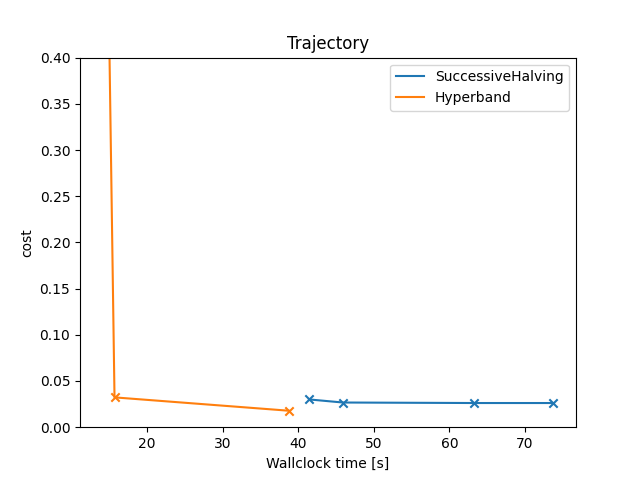 Trajectory
SuccessiveHalving
Hyperband
cost
0.40
0.35
0.30
0.25
0.20
0.15
0.10
0.05
0.00
20 30 40 50 60 70
Wallclock time [s]